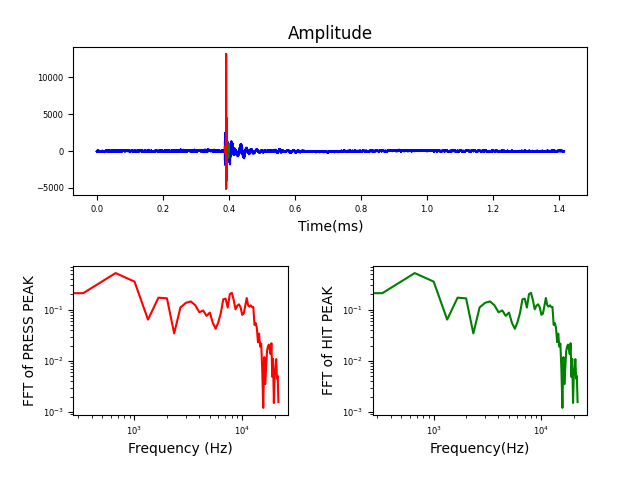 Amplitude
10000
5000
0
−5000
0.0 0.2 0.4 0.6 0.8 1.0 1.2 1.4
Time(ms)
FFT of PRESS PEAK
10⁻¹
10⁻²
10⁻³
10³ 10⁴
Frequency (Hz)
FFT of HIT PEAK
10⁻¹
10⁻²
10⁻³
10³ 10⁴
Frequency(Hz)